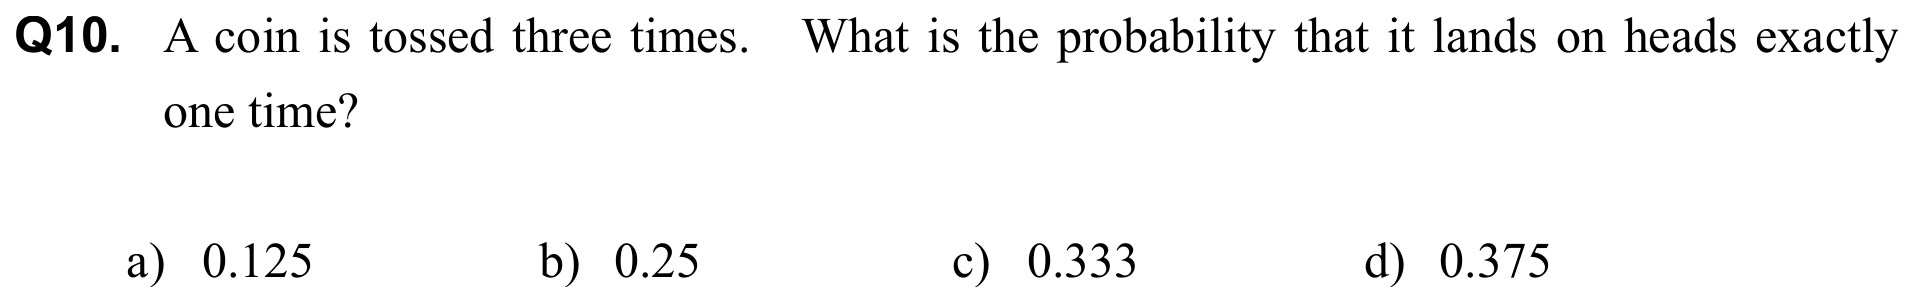 Q10. A coin is tossed three times. What is the probability that it lands on heads exactly
one time?
a) 0.125 b) 0.25 c) 0.333 d) 0.375